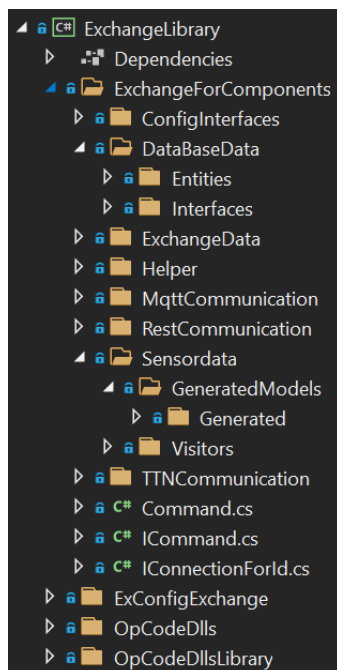 C# ExchangeLibrary
Dependencies
ExchangeForComponents
ConfigInterfaces
DataBaseData
Entities
Interfaces
ExchangeData
Helper
MqttCommunication
RestCommunication
Sensordata
GeneratedModels
Generated
Visitors
TTNCommunication
C# Command.cs
C# ICommand.cs
C# IConnectionForId.cs
ExConfigExchange
OpCodeDlls
OpCodeDllsLibrary